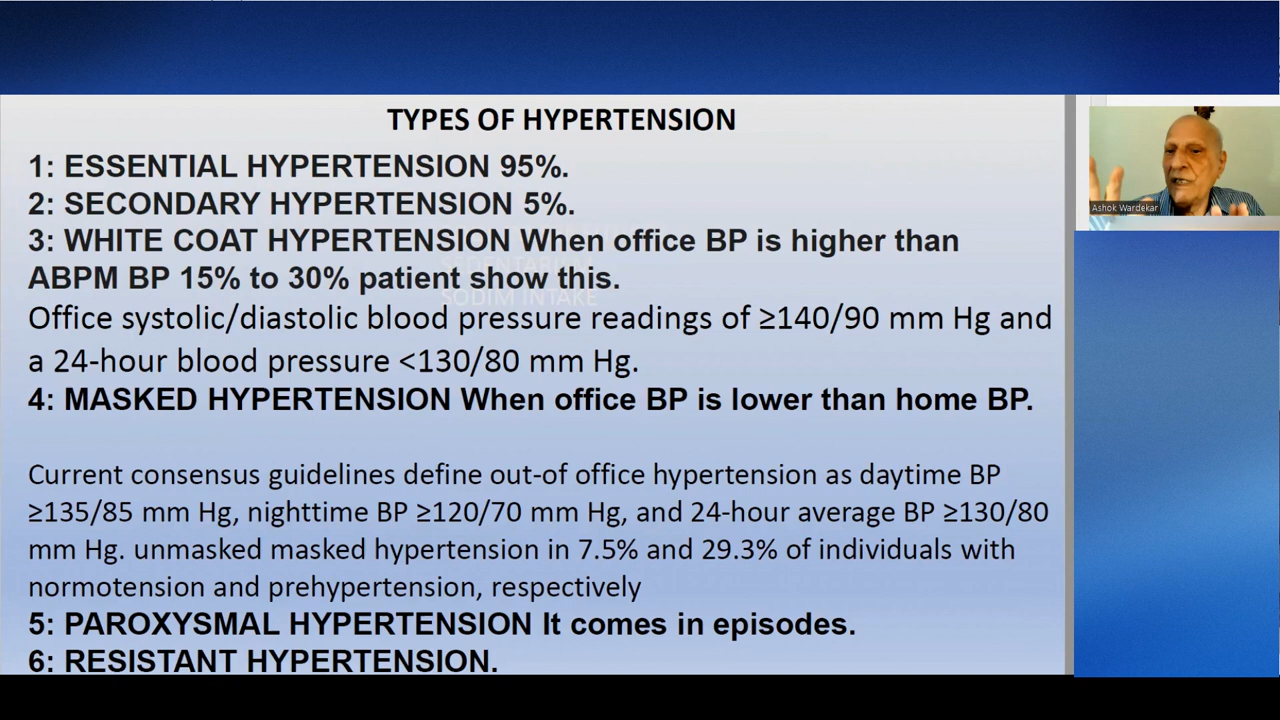 TYPES OF HYPERTENSION
1: ESSENTIAL HYPERTENSION 95%.
2: SECONDARY HYPERTENSION 5%.
3: WHITE COAT HYPERTENSION When office BP is higher than
ABPM BP 15% to 30% patient show this.
SODIM INTAKE
Office systolic/diastolic blood pressure readings of ≥140/90 mm Hg and
a 24-hour blood pressure <130/80 mm Hg.
4: MASKED HYPERTENSION When office BP is lower than home BP.
Current consensus guidelines define out-of office hypertension as daytime BP
≥135/85 mm Hg, nighttime BP ≥120/70 mm Hg, and 24-hour average BP ≥130/80
mm Hg. unmasked masked hypertension in 7.5% and 29.3% of individuals with
normotension and prehypertension, respectively
5: PAROXYSMAL HYPERTENSION It comes in episodes.
6: RESISTANT HYPERTENSION.
Ashok Wardekar